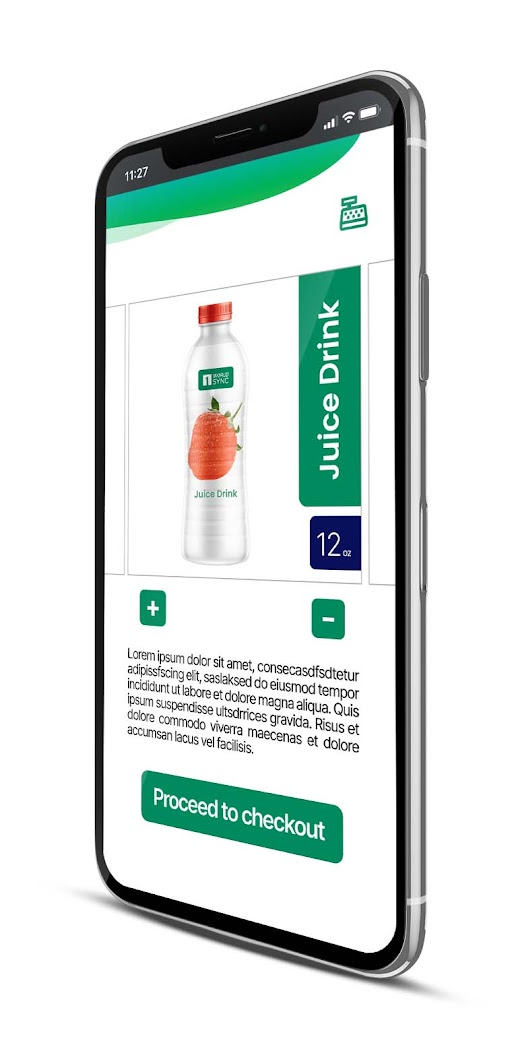 11:27
1 WORLD
SYNC
Juice Drink
Juice Drink
12 oz
+
-
Lorem ipsum dolor sit amet, consecasdfsdtetur
adipissfscing elit, saslaksed do eiusmod tempor
incididunt ut labore et dolore magna aliqua. Quis
ipsum suspendisse ultsdrrices gravida. Risus et
dolore commodo viverra maecenas et dolore
accumsan lacus vel facilisis.
Proceed to checkout